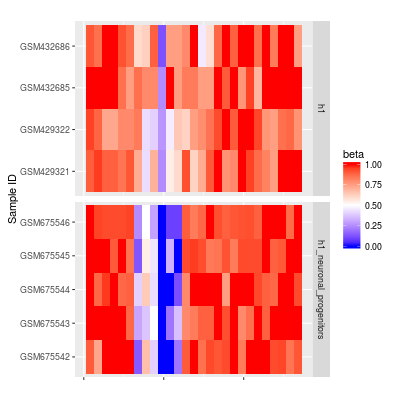 Sample ID
GSM432686
GSM432685
GSM429322
GSM429321
h1
GSM675546
GSM675545
GSM675544
GSM675543
GSM675542
h1_neuronal_progenitors
beta
1.00
0.75
0.50
0.25
0.00